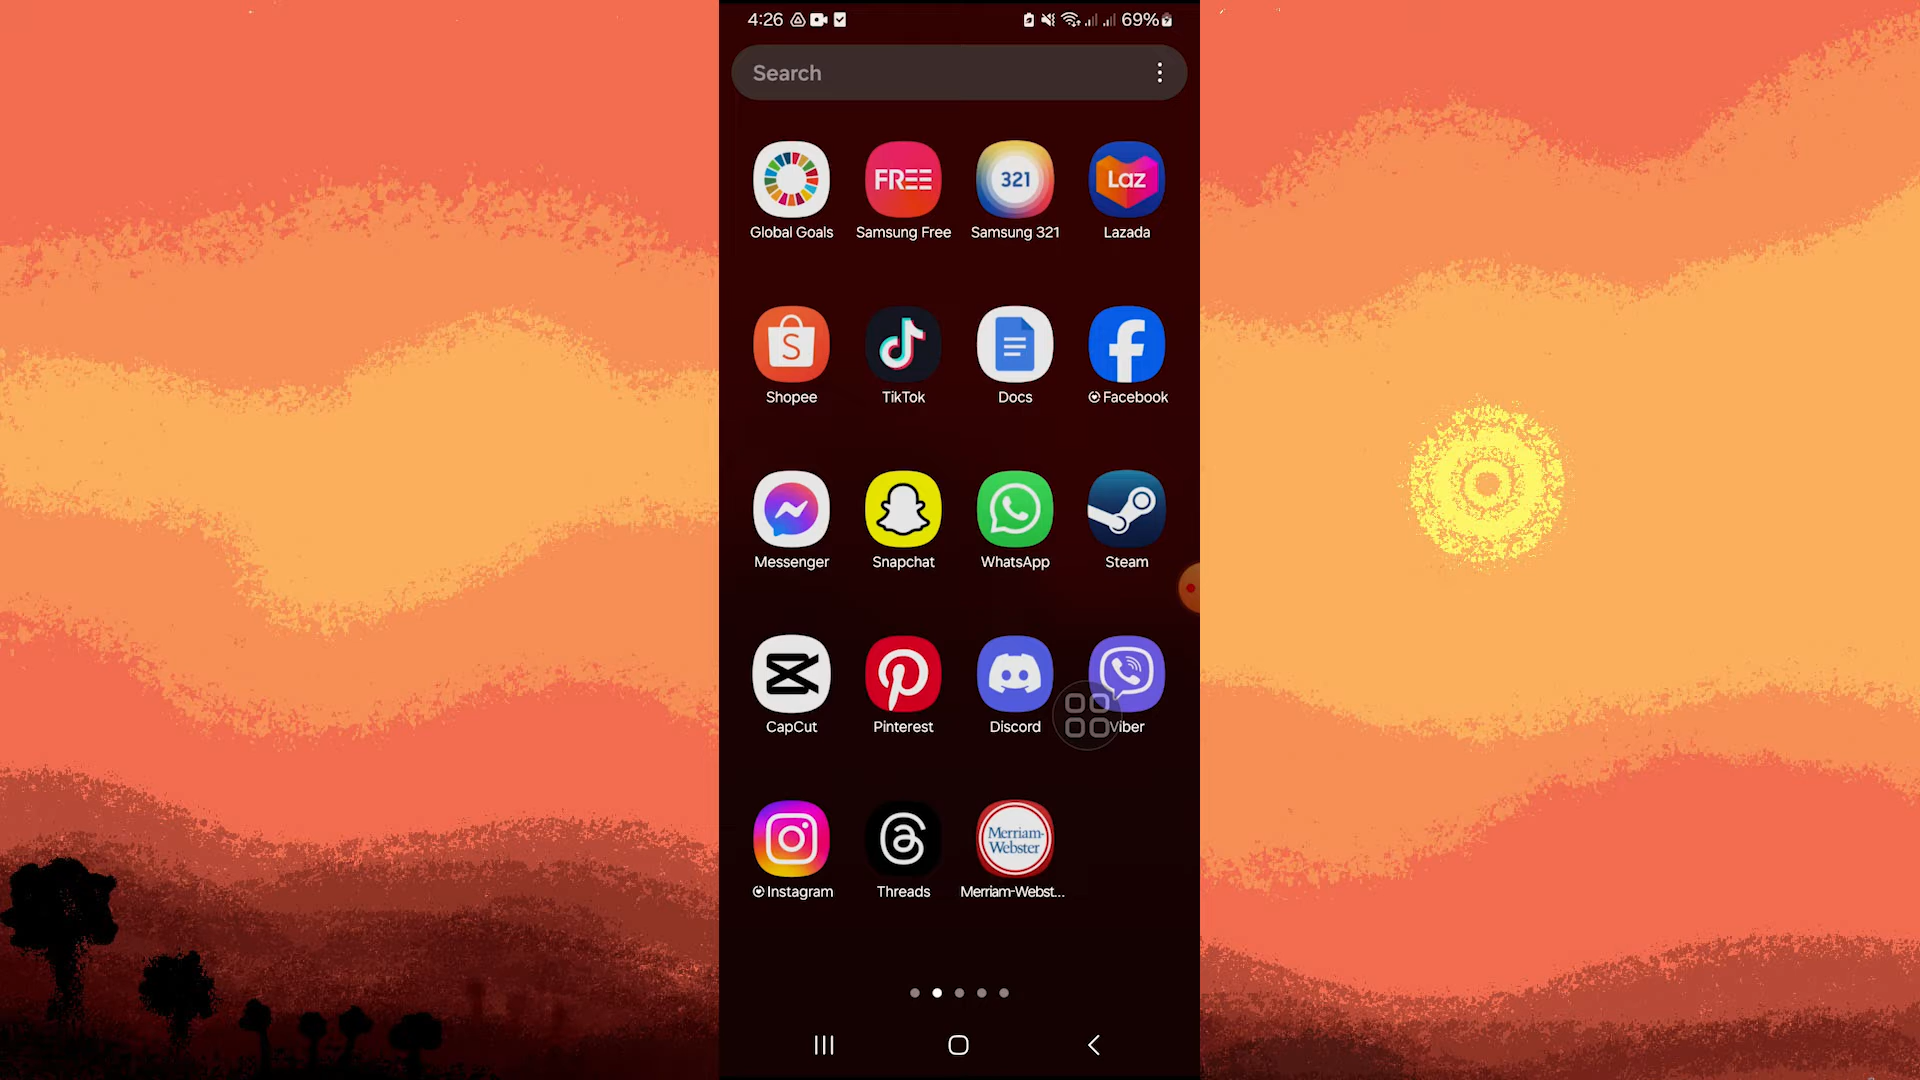 4:26 69%
Search
FREE 321 Laz
Global Goals Samsung Free Samsung 321 Lazada
S
Shopee TikTok Docs Facebook
Messenger Snapchat WhatsApp Steam
CapCut Pinterest Discord Viber
Merriam-
Webster
Instagram Threads Merriam-Webst...